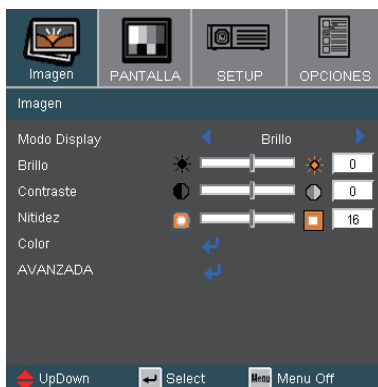 Imagen PANTALLA SETUP OPCIONES
Imagen
Modo Display Brillo
Brillo 0
Contraste 0
Nitidez 16
Color
AVANZADA
UpDown Select Menu Menu Off